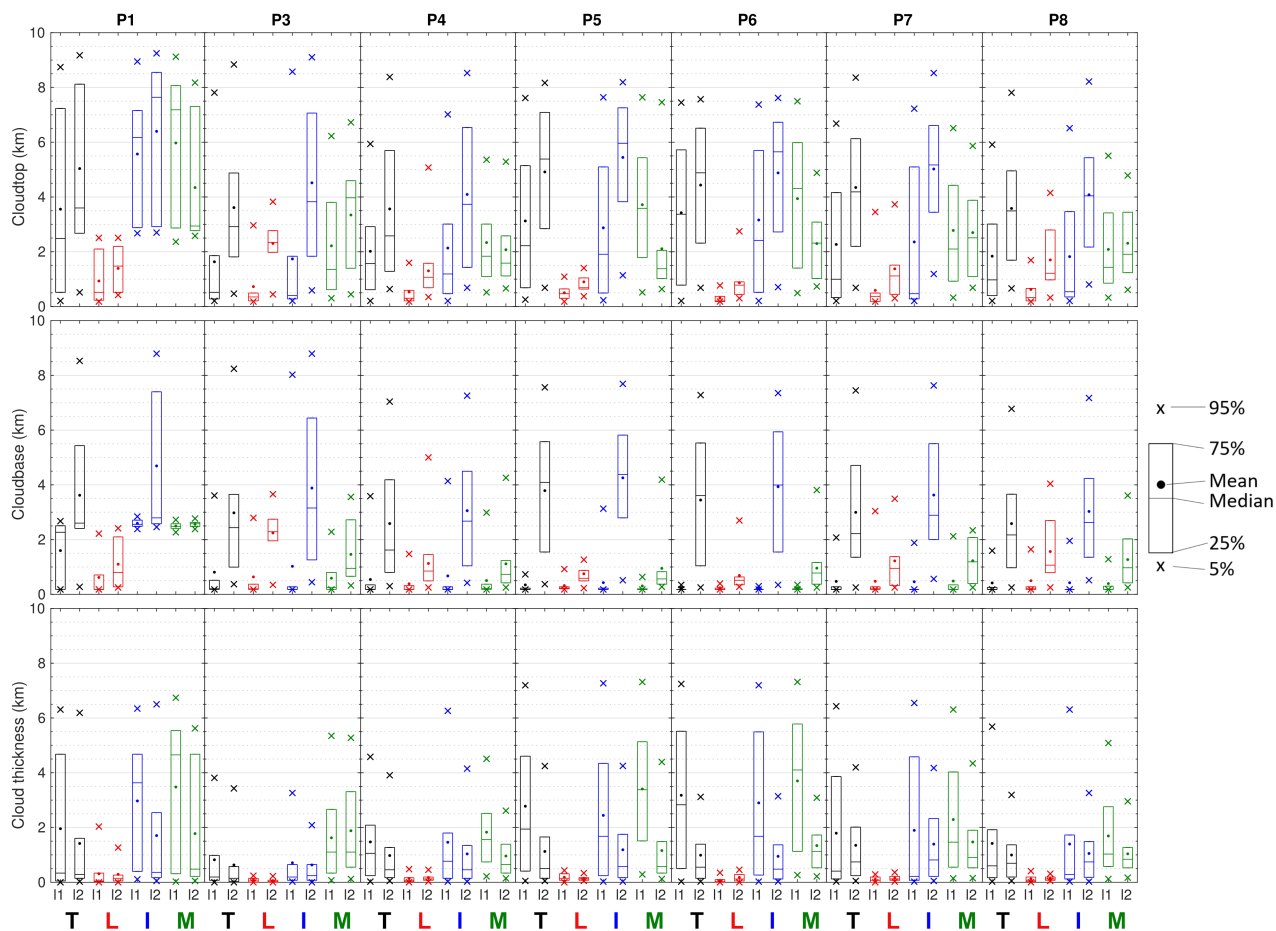 P1 P3 P4 P5 P6 P7 P8
Cloudtop (km)
10
8
6
4
2
0
Cloudbase (km)
10
8
6
4
2
0
x 95%
75%
Mean
Median
25%
x 5%
Cloud thickness (km)
10
8
6
4
2
0
l1 l2 l1 l2 l1 l2 l1 l2 l1 l2 l1 l2 l1 l2 l1 l2 l1 l2 l1 l2 l1 l2 l1 l2 l1 l2 l1 l2 l1 l2 l1 l2 l1 l2 l1 l2 l1 l2 l1 l2 l1 l2 l1 l2 l1 l2 l1 l2 l1 l2 l1 l2 l1 l2 l1 l2
T L I M T L I M T L I M T L I M T L I M T L I M T L I M